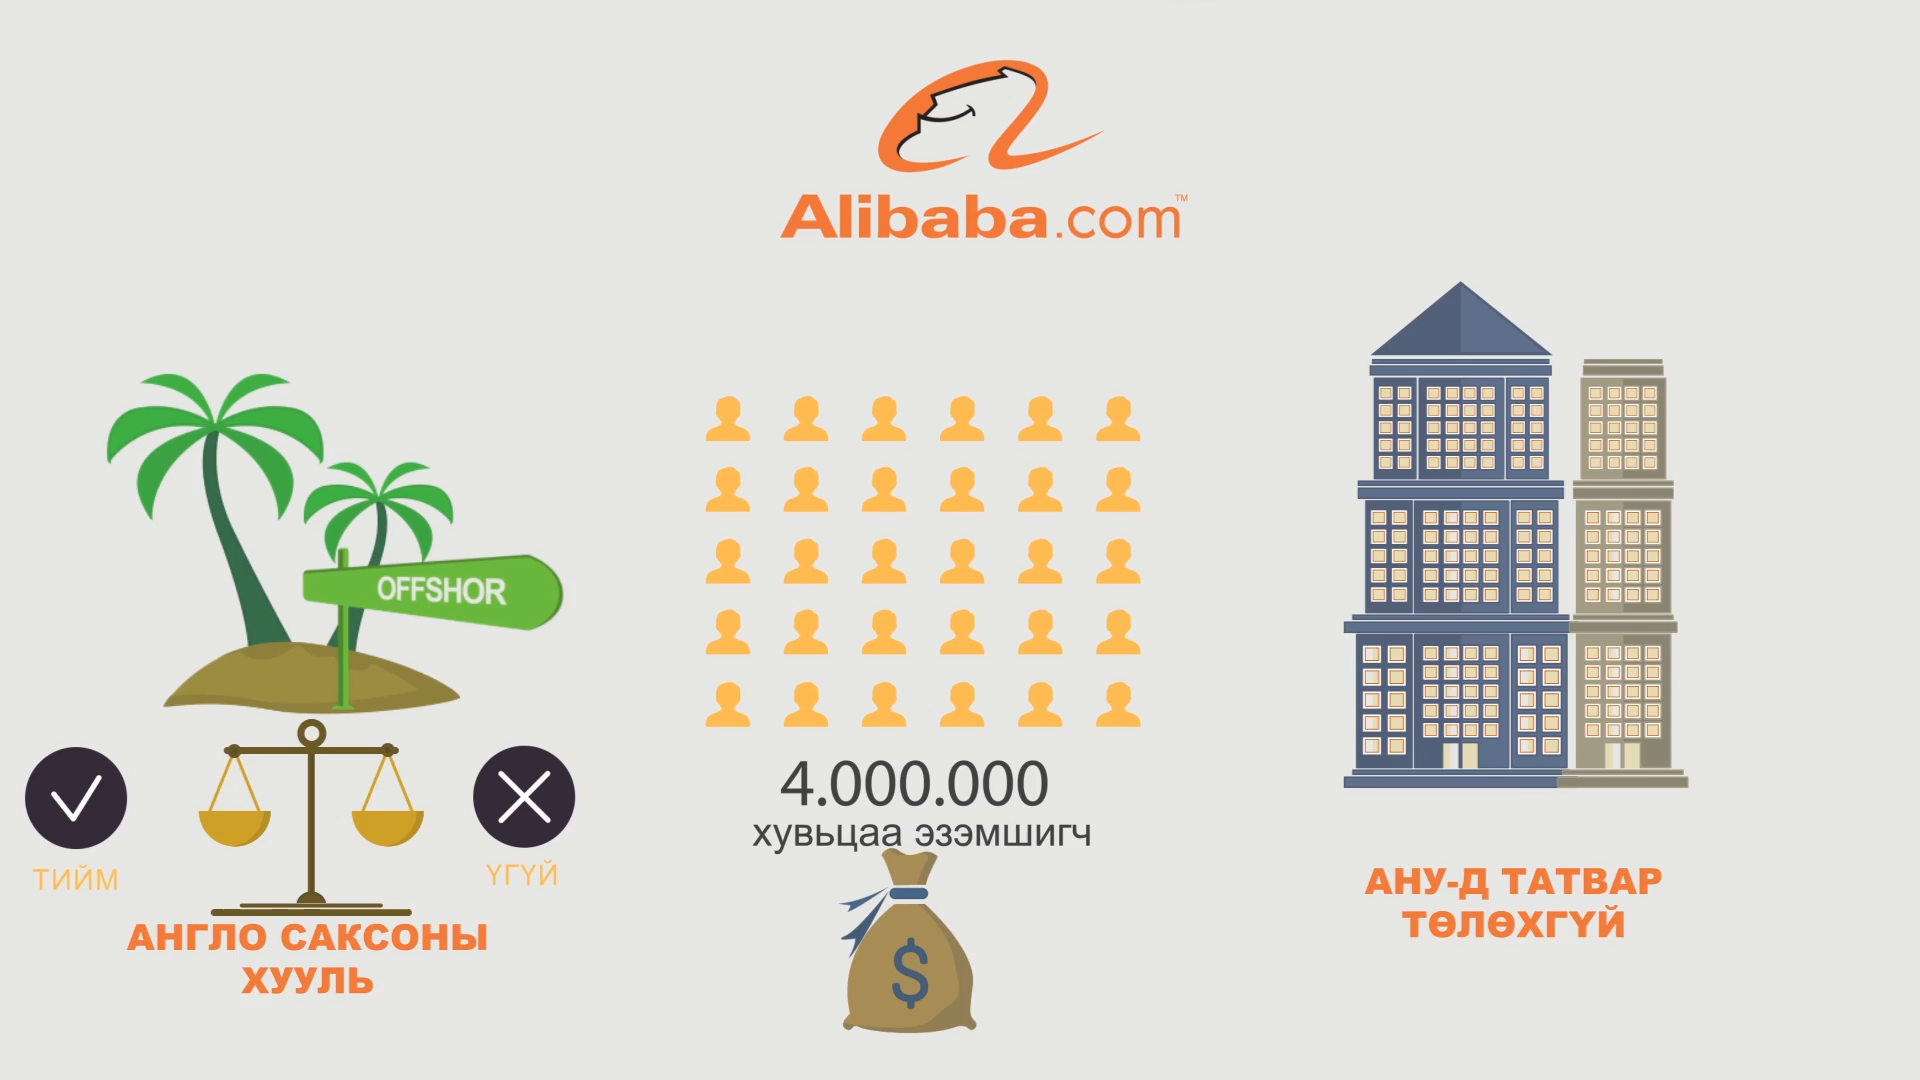 Alibaba.com™
OFFSHOR
ТИЙМ
ҮГҮЙ
АНГЛО САКСОНЫ
ХУУЛЬ
4.000.000
хувьцаа эзэмшигч
$
АНУ-Д ТАТВАР
ТӨЛӨХГҮЙ